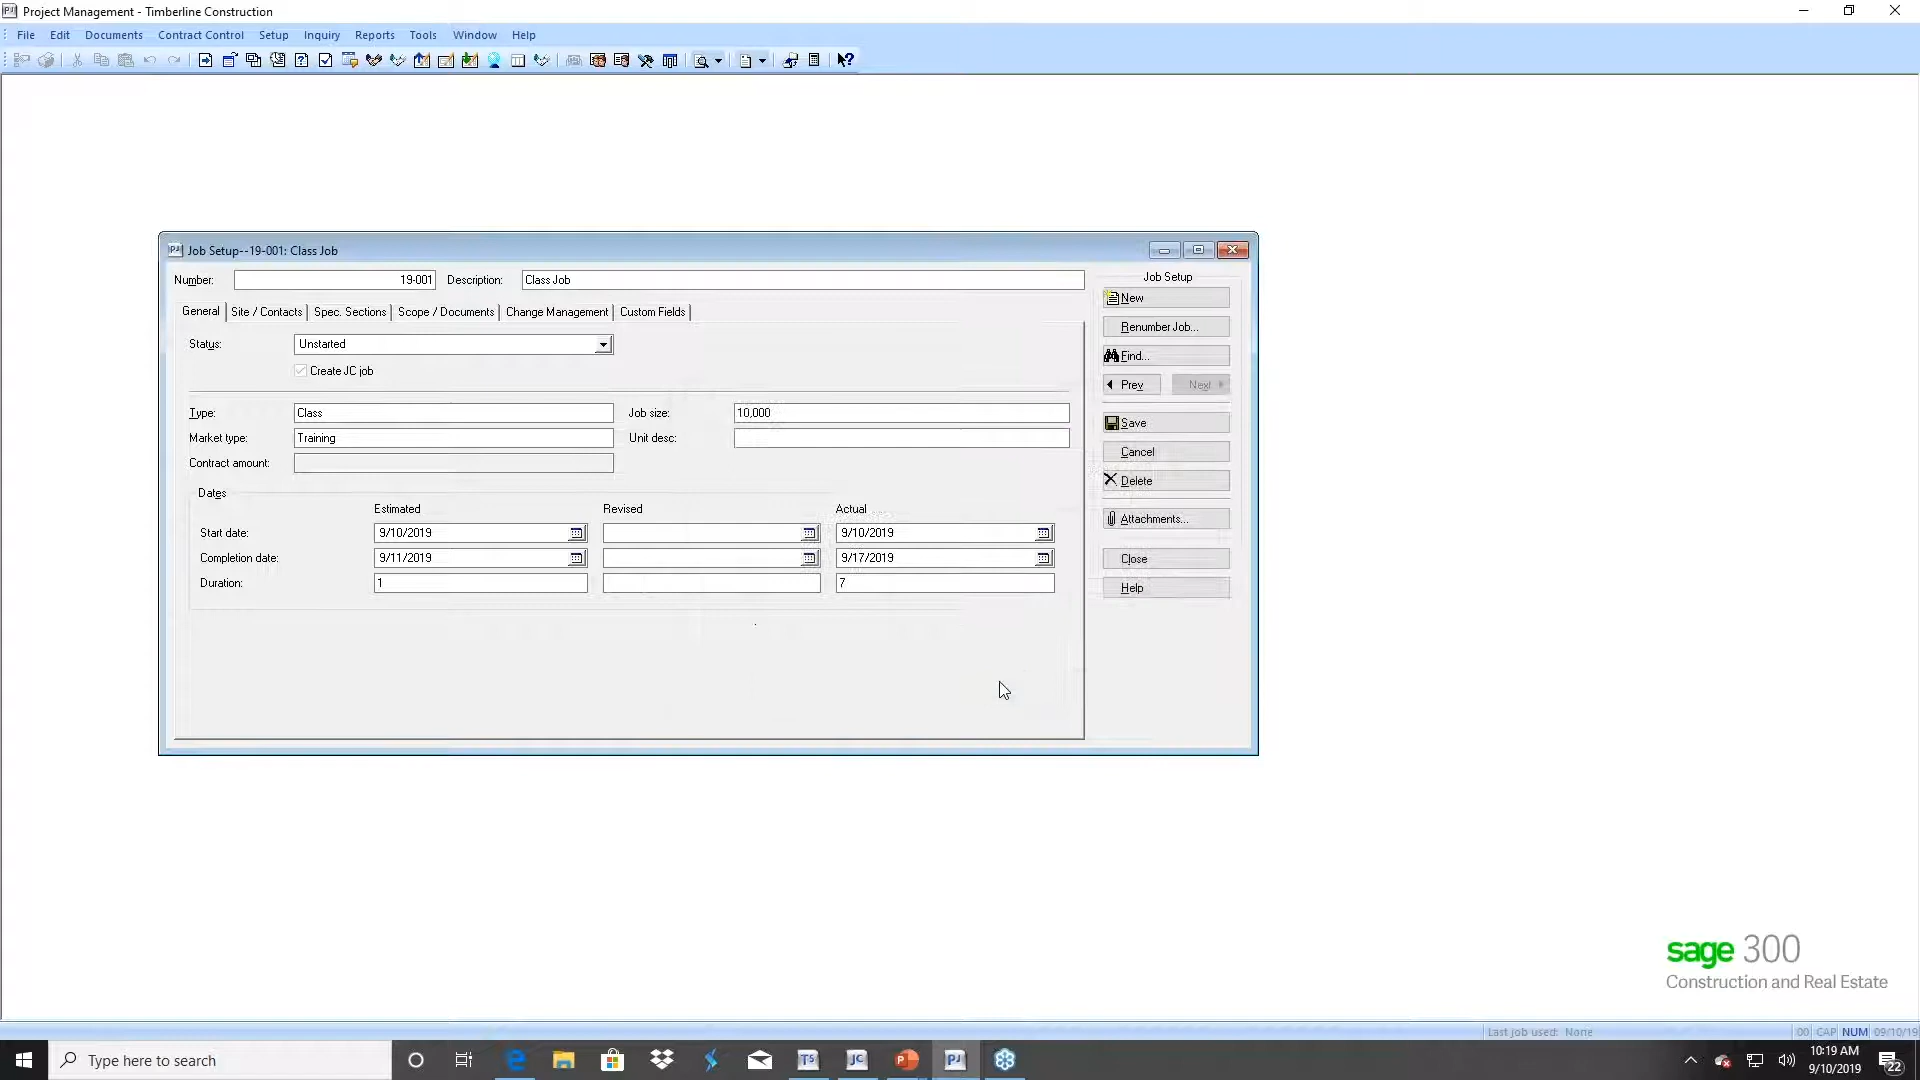 Project Management - Timberline Construction
File Edit Documents Contract Control Setup Inquiry Reports Tools Window Help
Job Setup--19-001: Class Job
Number: 19-001 Description: Class Job
General Site / Contacts Spec. Sections Scope / Documents Change Management Custom Fields
Status: Unstarted
Create JC job
Type: Class Job size: 10,000
Market type: Training Unit desc:
Contract amount:
Dates
Estimated Revised Actual
Start date: 9/10/2019 9/10/2019
Completion date: 9/11/2019 9/17/2019
Duration: 1 7
Job Setup
New
Renumber Job...
Find...
Prev Next
Save
Cancel
Delete
Attachments...
Close
Help
sage 300
Construction and Real Estate
Last job used: None 00 CAP NUM 09/10/19
Type here to search
TS JC P PJ
10:19 AM
9/10/2019
22